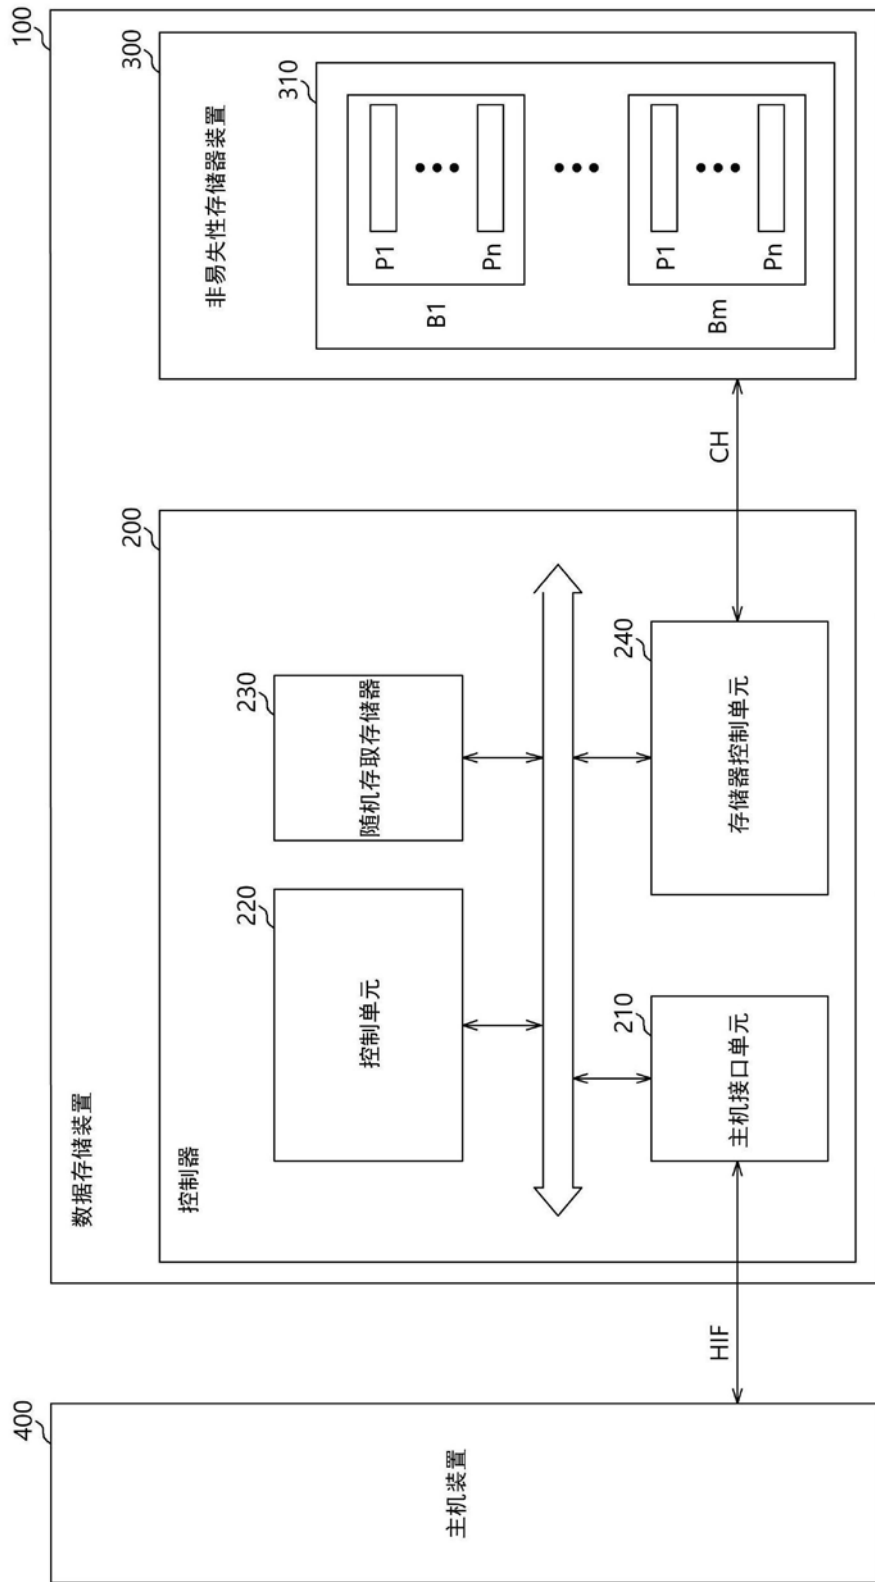 400
主机装置
HIF
100
数据存储装置
200
控制器
220
控制单元
230
随机存取存储器
210
主机接口单元
240
存储器控制单元
CH
300
非易失性存储器装置
310
P1
Pn
B1
P1
Pn
Bm